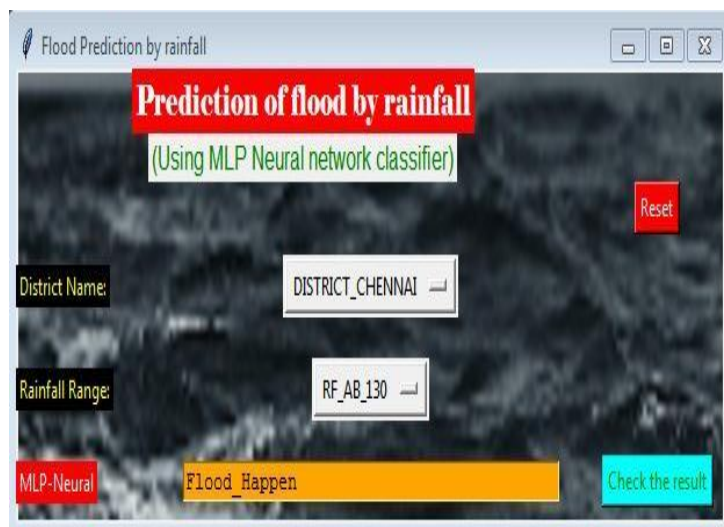 Flood Prediction by rainfall
Prediction of flood by rainfall
(Using MLP Neural network classifier)
Reset
District Name:
DISTRICT_CHENNAI
Rainfall Range:
RF_AB_130
MLP-Neural
Flood_Happen
Check the result